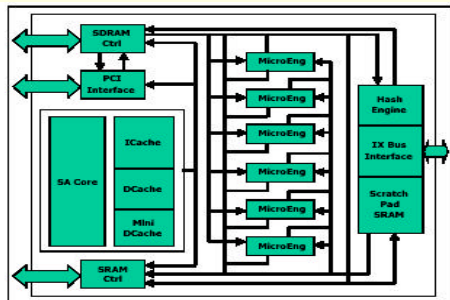 SDRAM
Ctrl
PCI
Interface
SA Core
ICache
DCache
Mini
DCache
SRAM
Ctrl
MicroEng
MicroEng
MicroEng
MicroEng
MicroEng
MicroEng
Hash
Engine
IX Bus
Interface
Scratch
Pad
SRAM